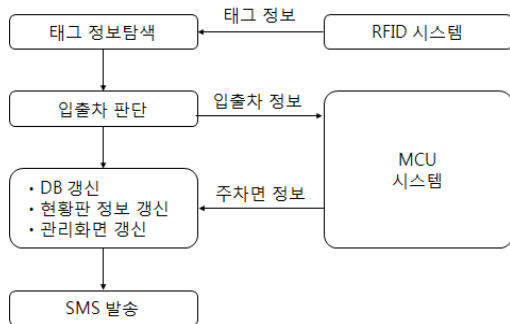 태그 정보탐색
태그 정보
RFID 시스템
입출차 판단
입출차 정보
MCU
시스템
• DB 갱신
• 현황판 정보 갱신
• 관리화면 갱신
주차면 정보
SMS 발송